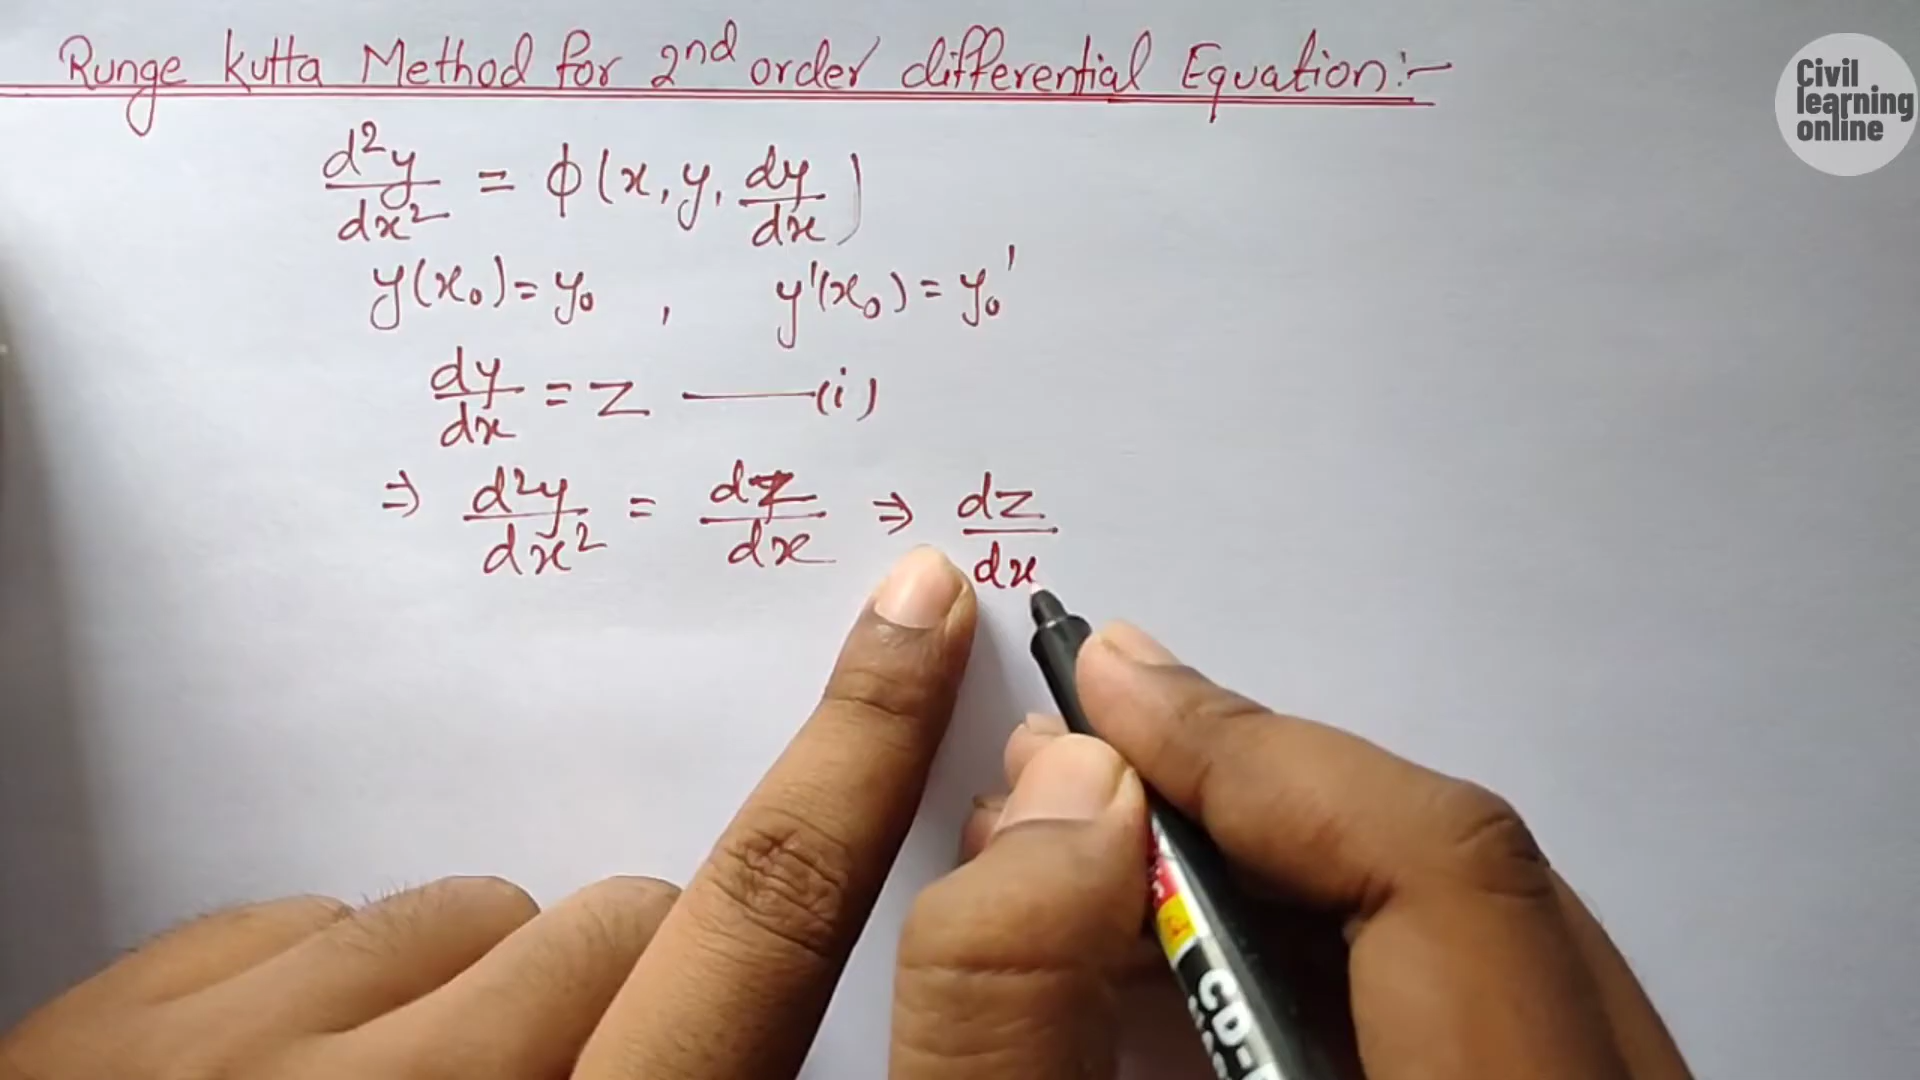 Runge kutta Method for 2nd order differential Equation:-
d²y/dx² = ϕ(x, y, dy/dx)
y(x₀) = y₀ , y'(x₀) = y₀'
dy/dx = z ——(i)
⇒ d²y/dx² = dz/dx ⇒ dz/dx
Civil
learning
online
CD-